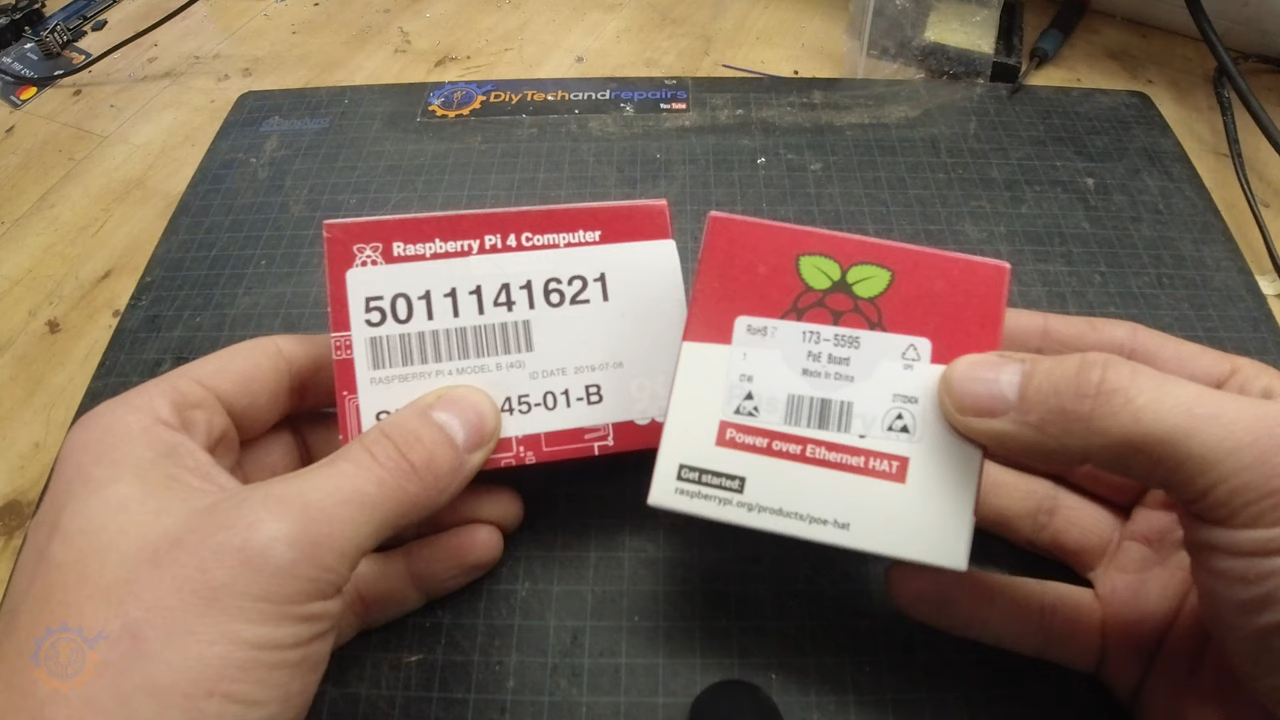 DiyTechandrepairs
YouTube
Raspberry Pi 4 Computer
5011141621
RASPBERRY PI 4 MODEL B (4G)
ID DATE 2019-07-08
45-01-B
RoHS
173-5595
PoE Board
Made in China
1
Power over Ethernet HAT
Get started:
raspberrypi.org/products/poe-hat